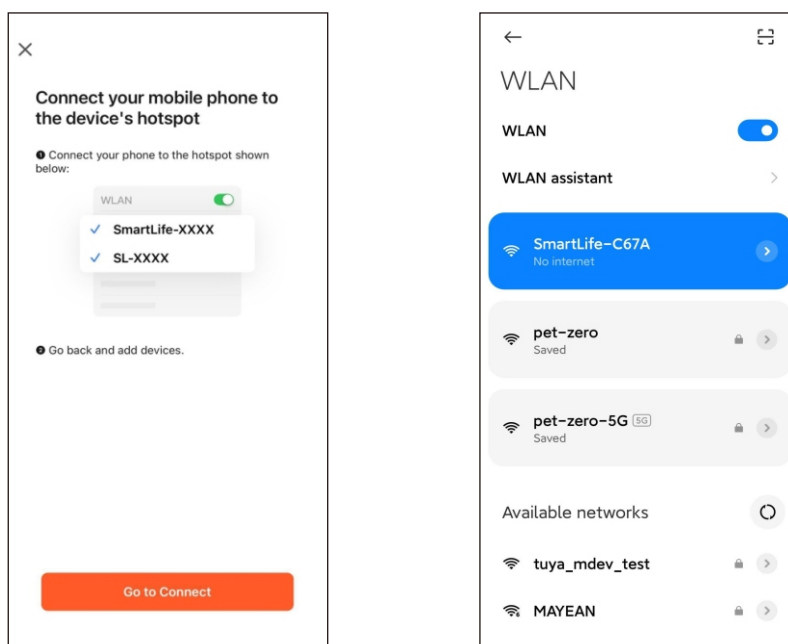 Connect your mobile phone to
the device's hotspot
❶ Connect your phone to the hotspot shown
below:
WLAN
SmartLife-XXXX
SL-XXXX
❷ Go back and add devices.
Go to Connect
WLAN
WLAN
WLAN assistant
SmartLife-C67A
No internet
pet-zero
Saved
pet-zero-5G 5G
Saved
Available networks
tuya_mdev_test
MAYEAN